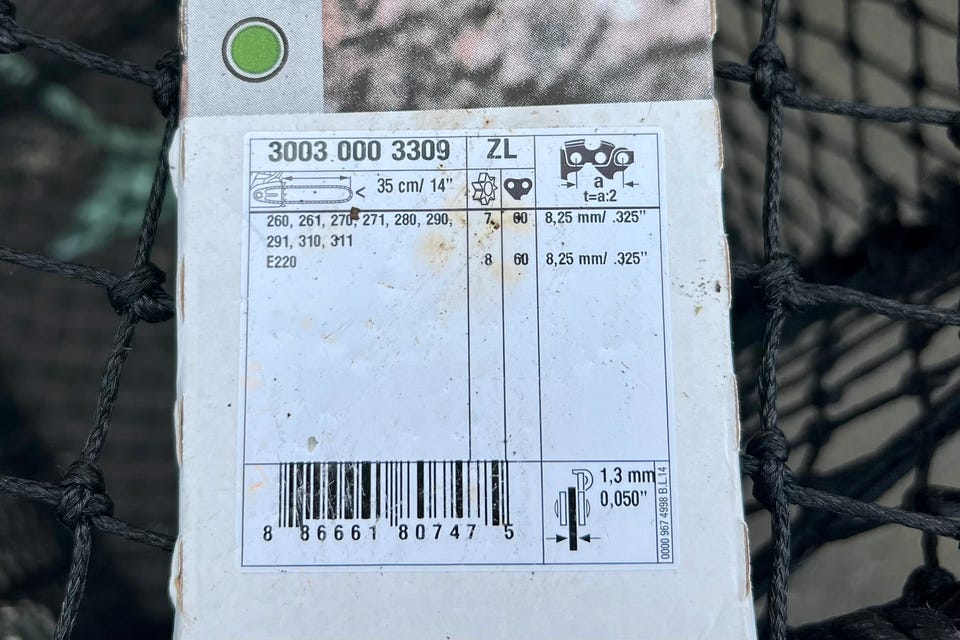 3003 000 3309
ZL
35 cm/ 14"
a
t=a:2
260, 261, 270, 271, 280, 290, 7 60 8,25 mm/ .325"
291, 310, 311
E220 8 60 8,25 mm/ .325"
1,3 mm
0,050"
8 86661 80747 5
0000 967 4998 B.L.14